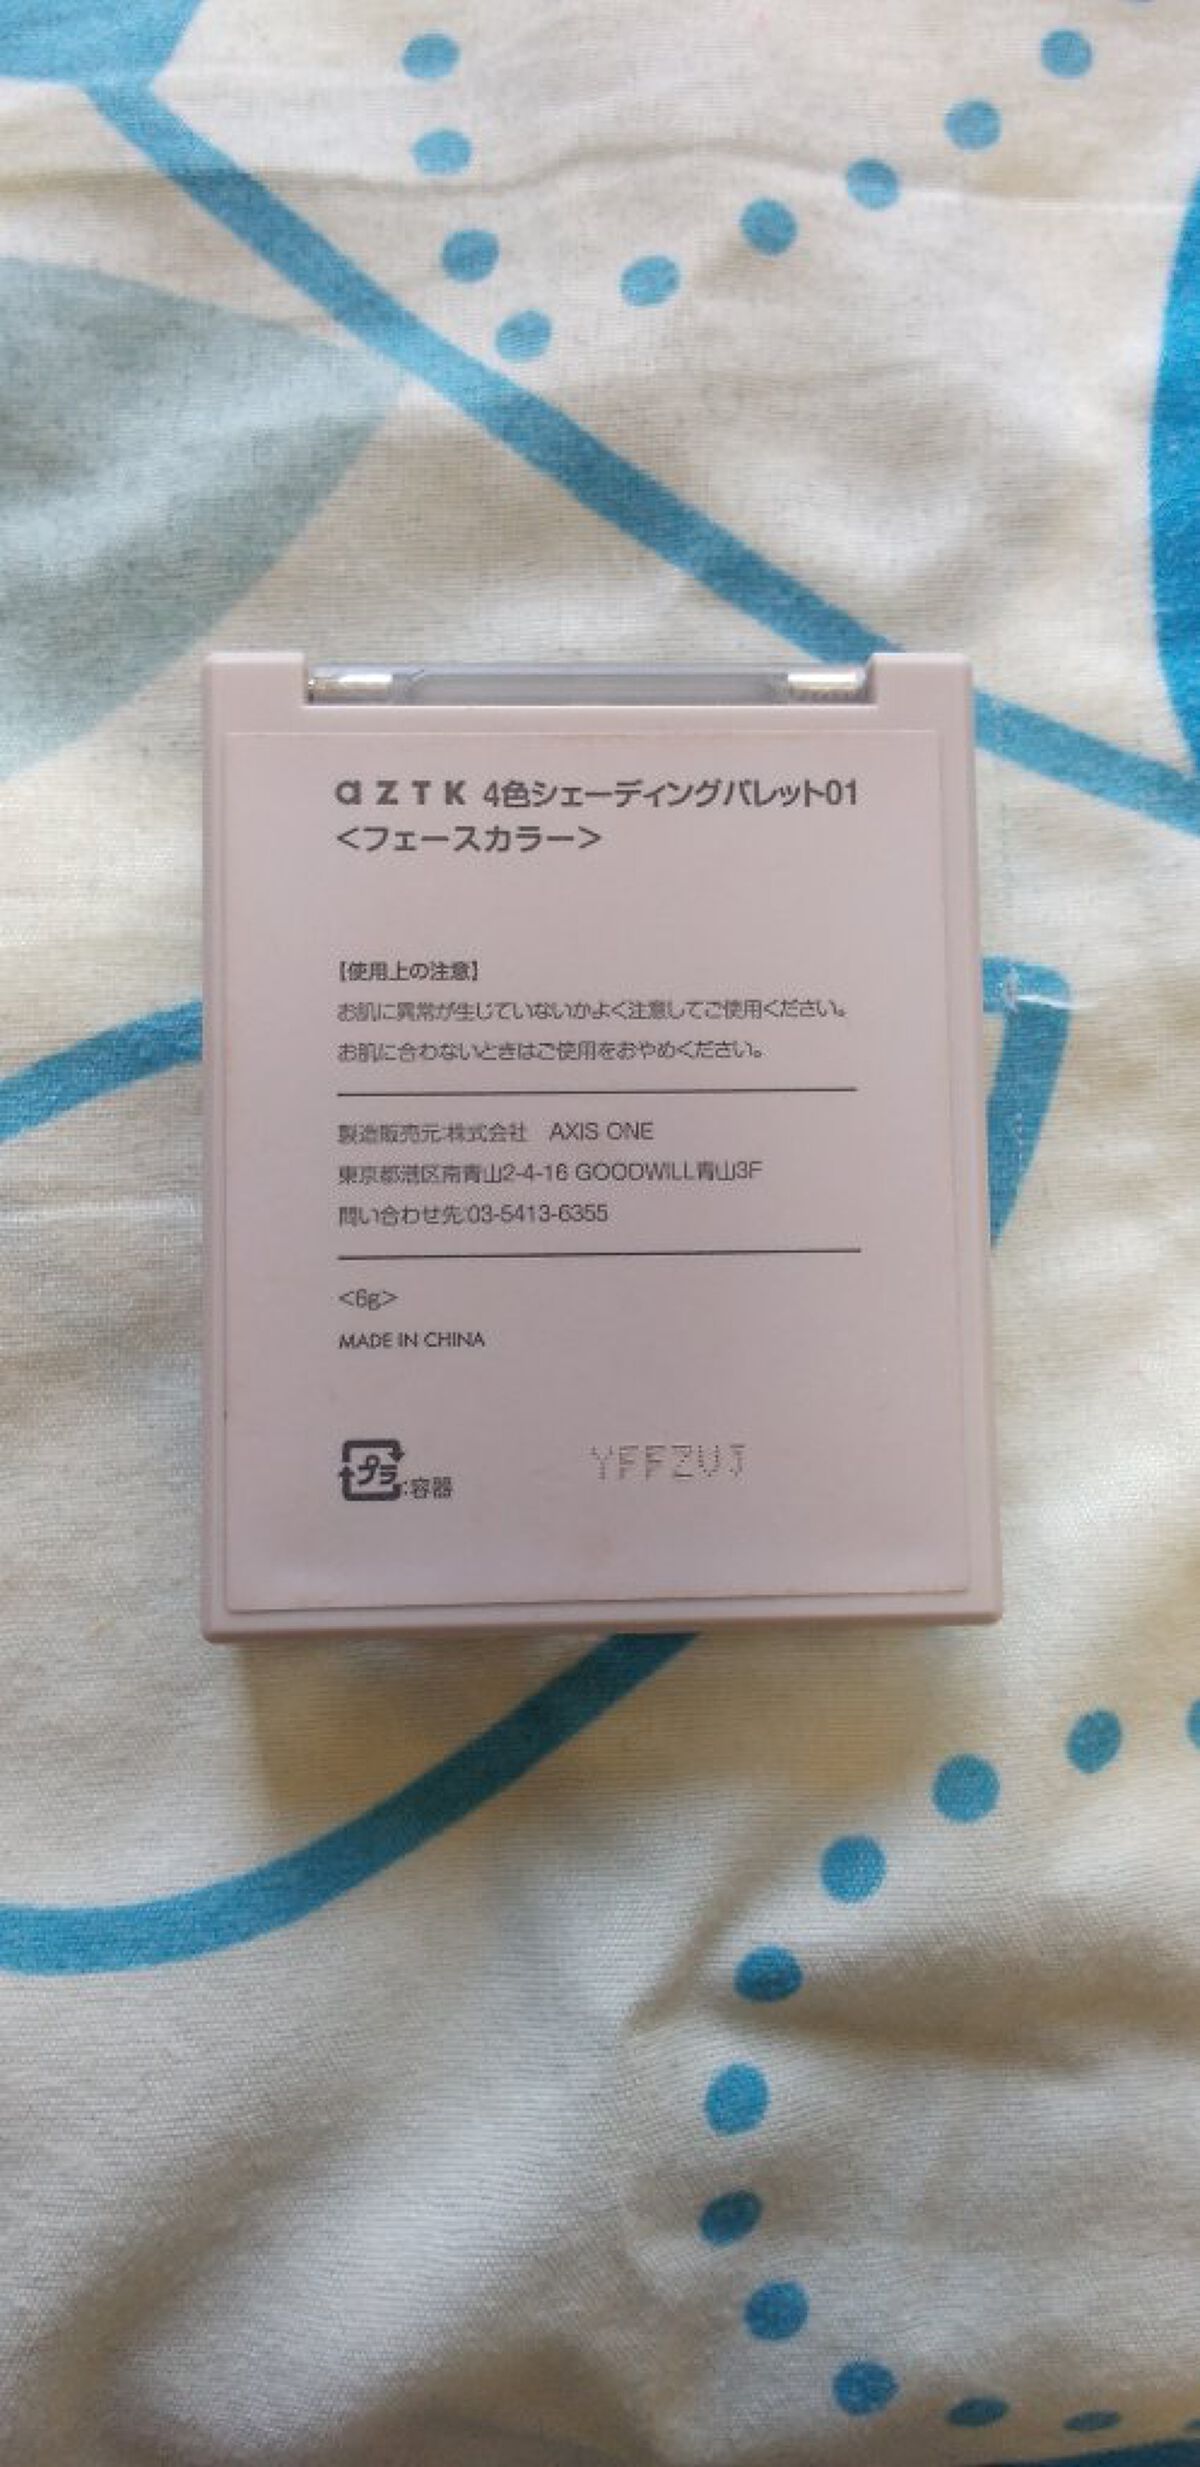 aZTK 4色シェーディングパレット01
<フェースカラー>
【使用上の注意】
お肌に異常が生じていないかよく注意してご使用ください。
お肌に合わないときはご使用をおやめください。
製造販売元:株式会社 AXIS ONE
東京都港区南青山2-4-16 GOODWILL青山3F
問い合わせ先:03-5413-6355
<6g>
MADE IN CHINA
プラ:容器
YFFZUJ